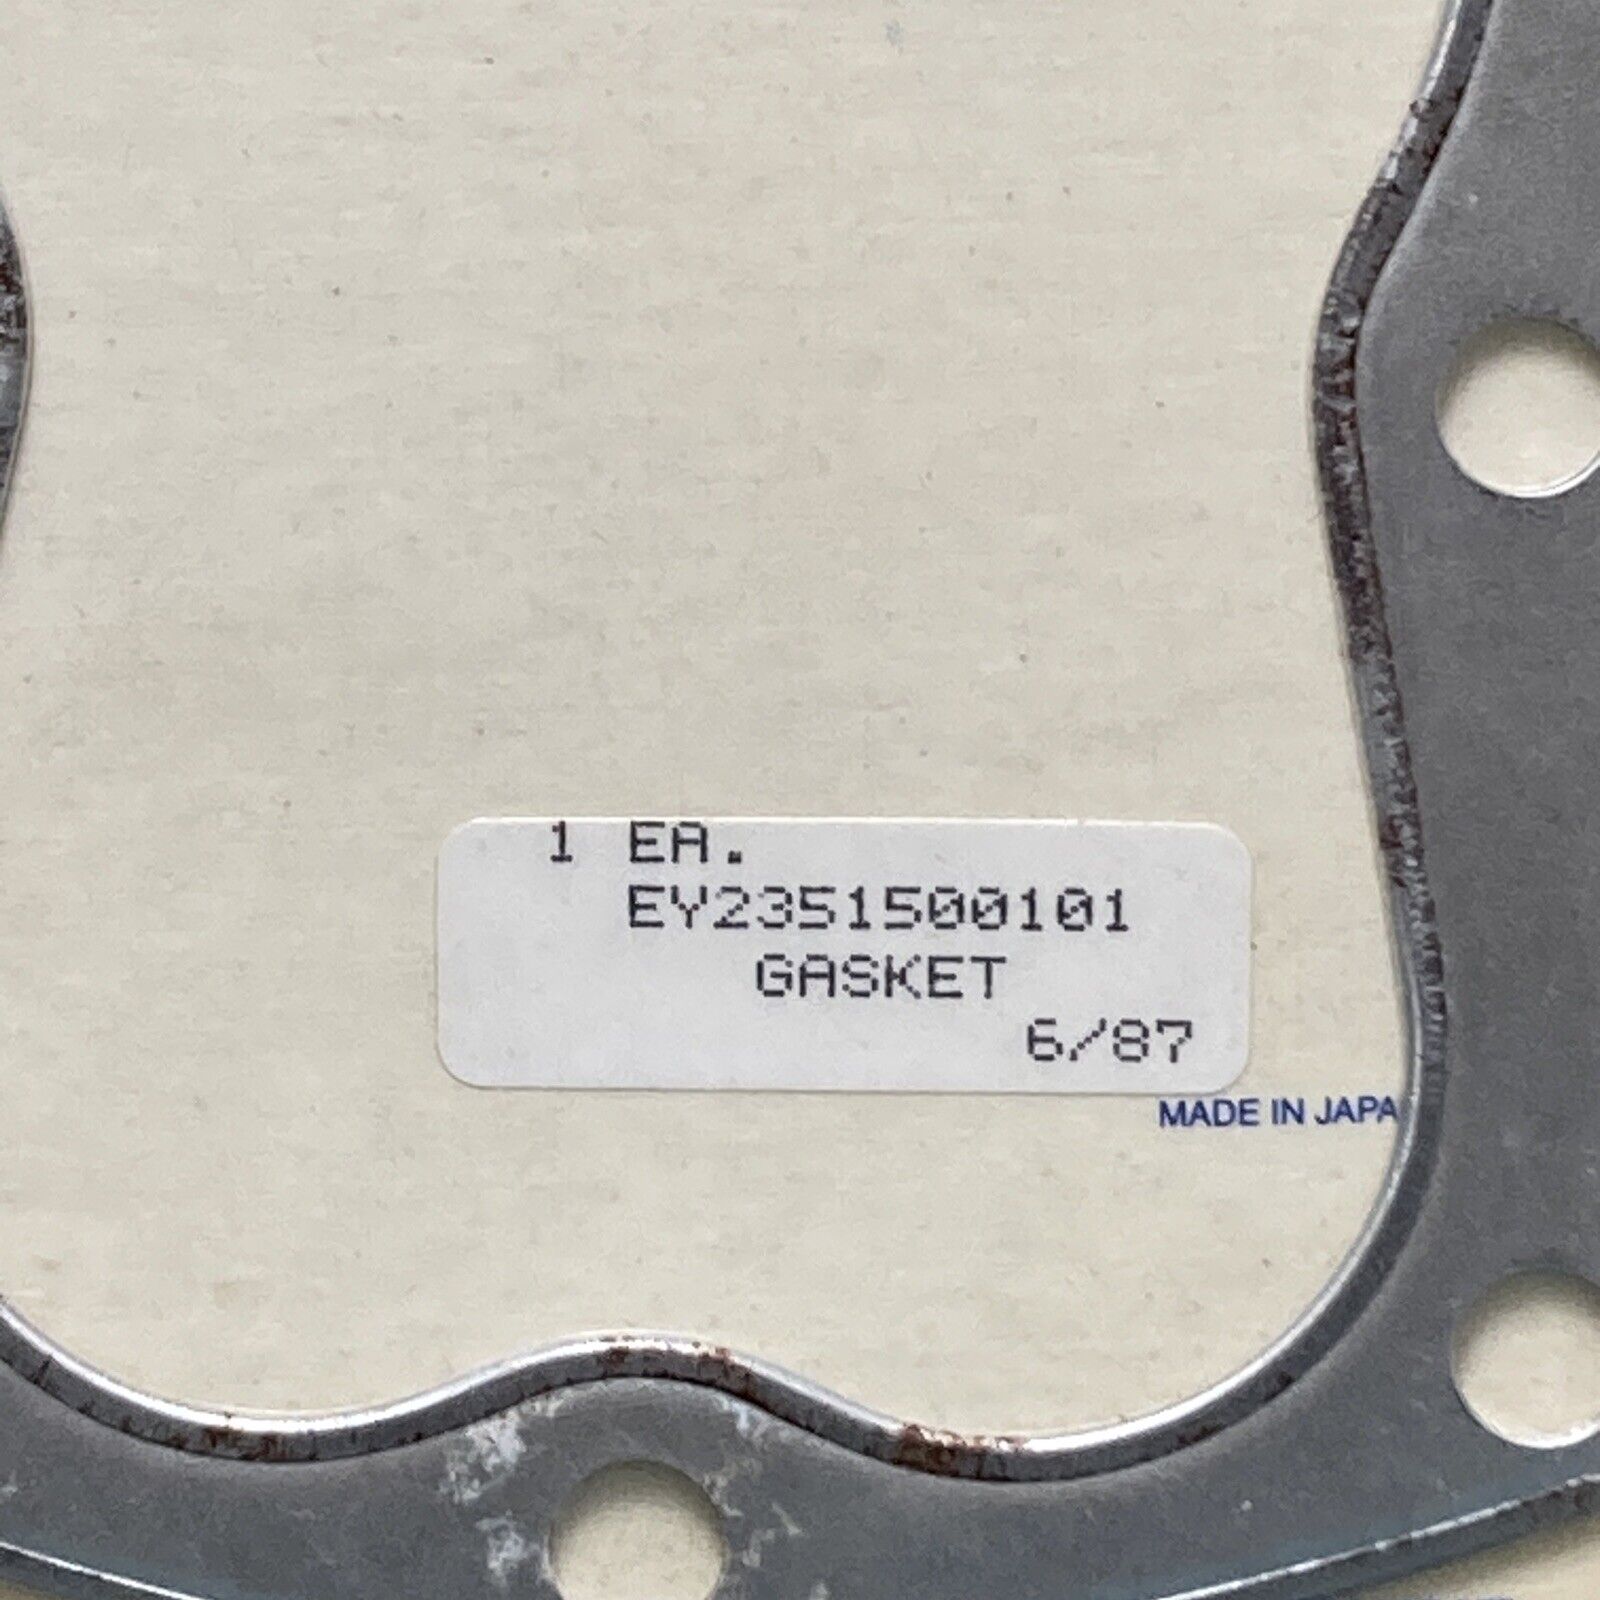 1 EA.
EY2351500101
GASKET
6/87
MADE IN JAPA